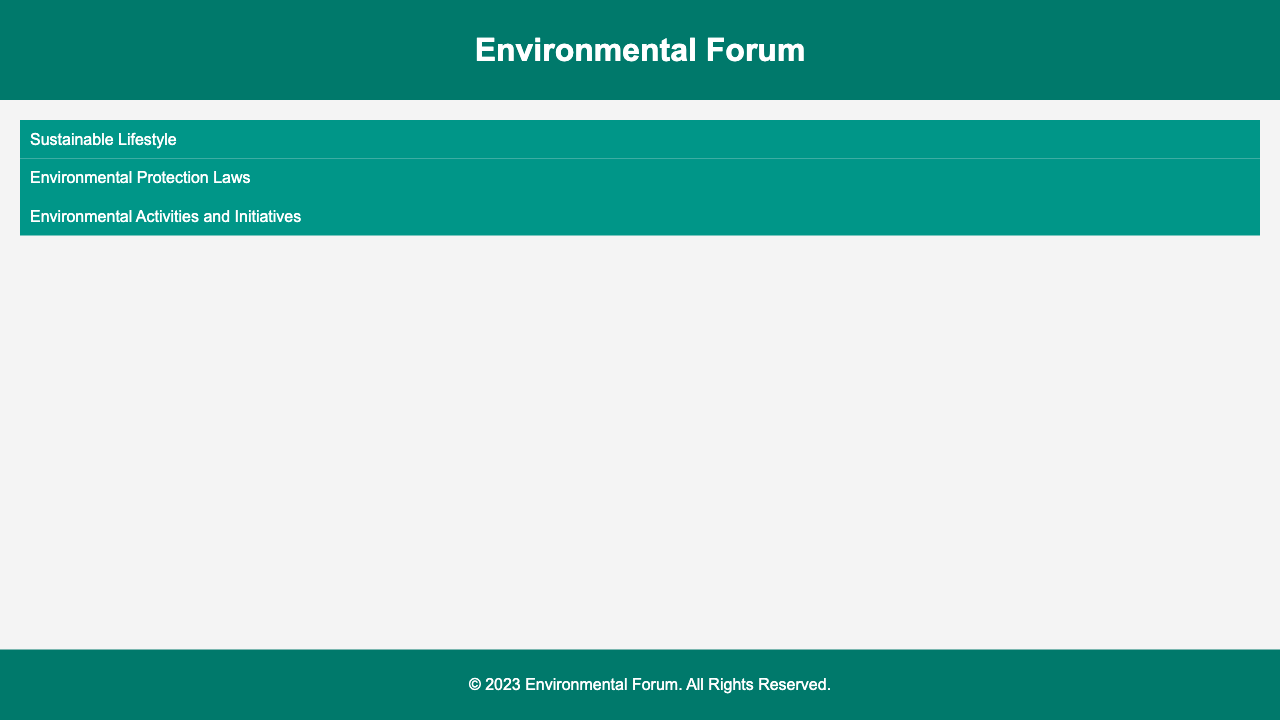 Environmental Forum
Sustainable Lifestyle
Environmental Protection Laws
Environmental Activities and Initiatives
© 2023 Environmental Forum. All Rights Reserved.